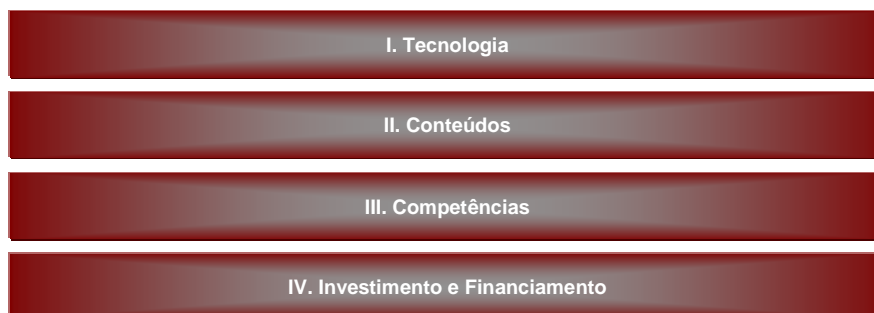 I. Tecnologia
II. Conteúdos
III. Competências
IV. Investimento e Financiamento